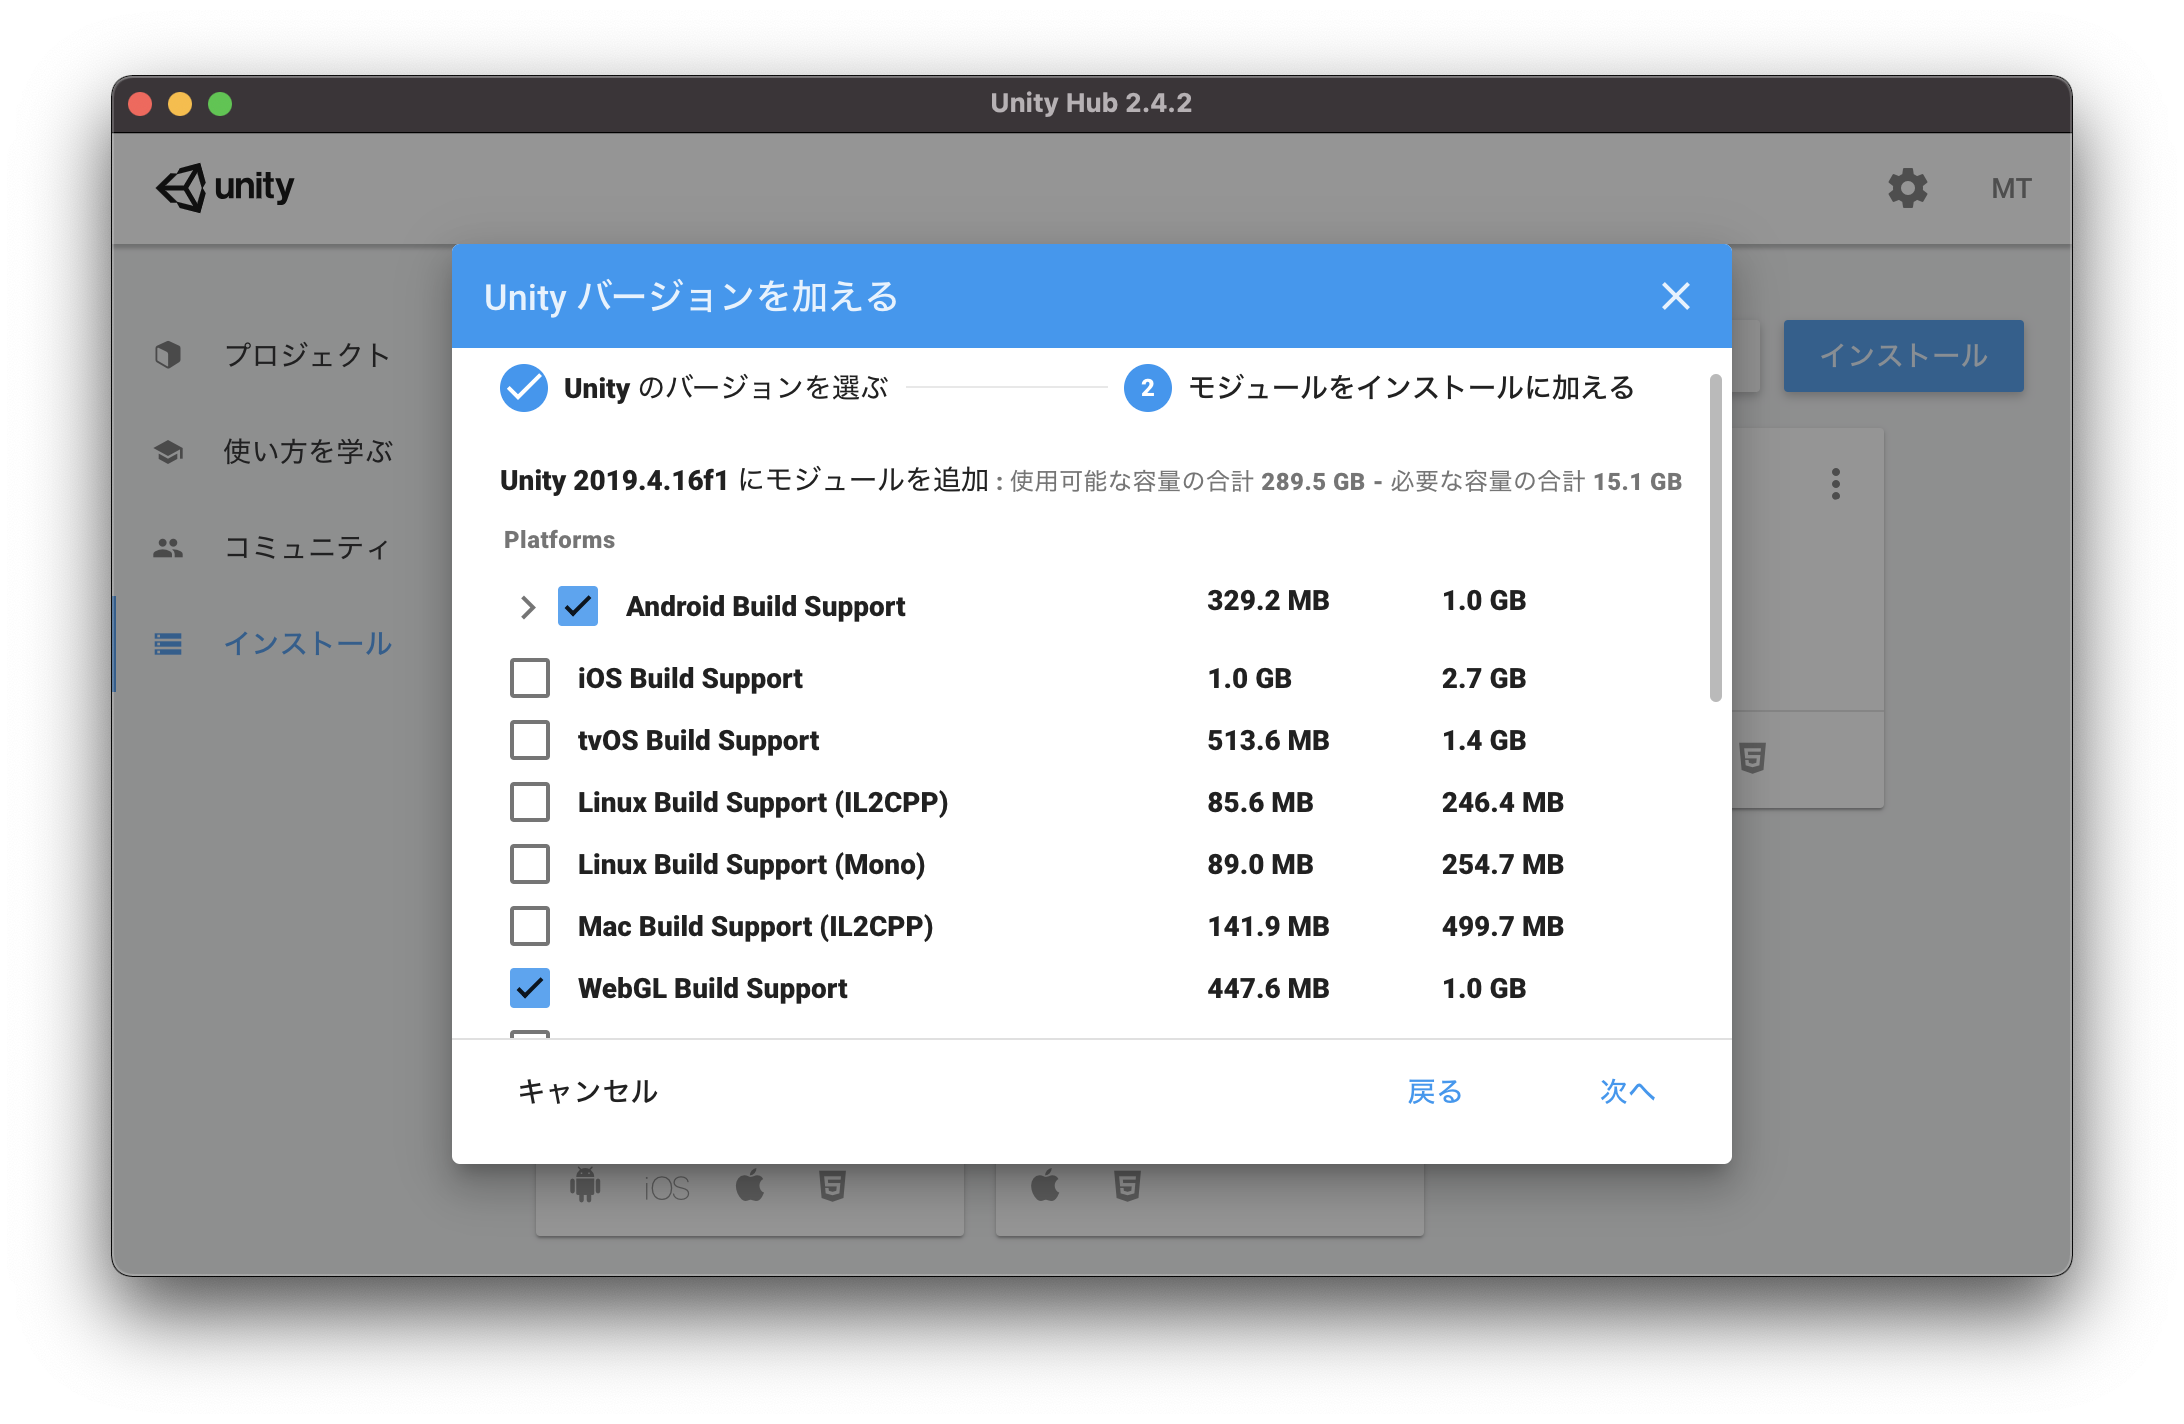 Unity Hub 2.4.2
unity
MT
Unity バージョンを加える
プロジェクト
インストール
Unity のバージョンを選ぶ
2 モジュールをインストールに加える
使い方を学ぶ
Unity 2019.4.16f1 にモジュールを追加 : 使用可能な容量の合計 289.5 GB - 必要な容量の合計 15.1 GB
Platforms
コミュニティ
Android Build Support 329.2 MB 1.0 GB
インストール
iOS Build Support 1.0 GB 2.7 GB
tvOS Build Support 513.6 MB 1.4 GB
Linux Build Support (IL2CPP) 85.6 MB 246.4 MB
Linux Build Support (Mono) 89.0 MB 254.7 MB
Mac Build Support (IL2CPP) 141.9 MB 499.7 MB
WebGL Build Support 447.6 MB 1.0 GB
キャンセル
戻る
次へ
iOS